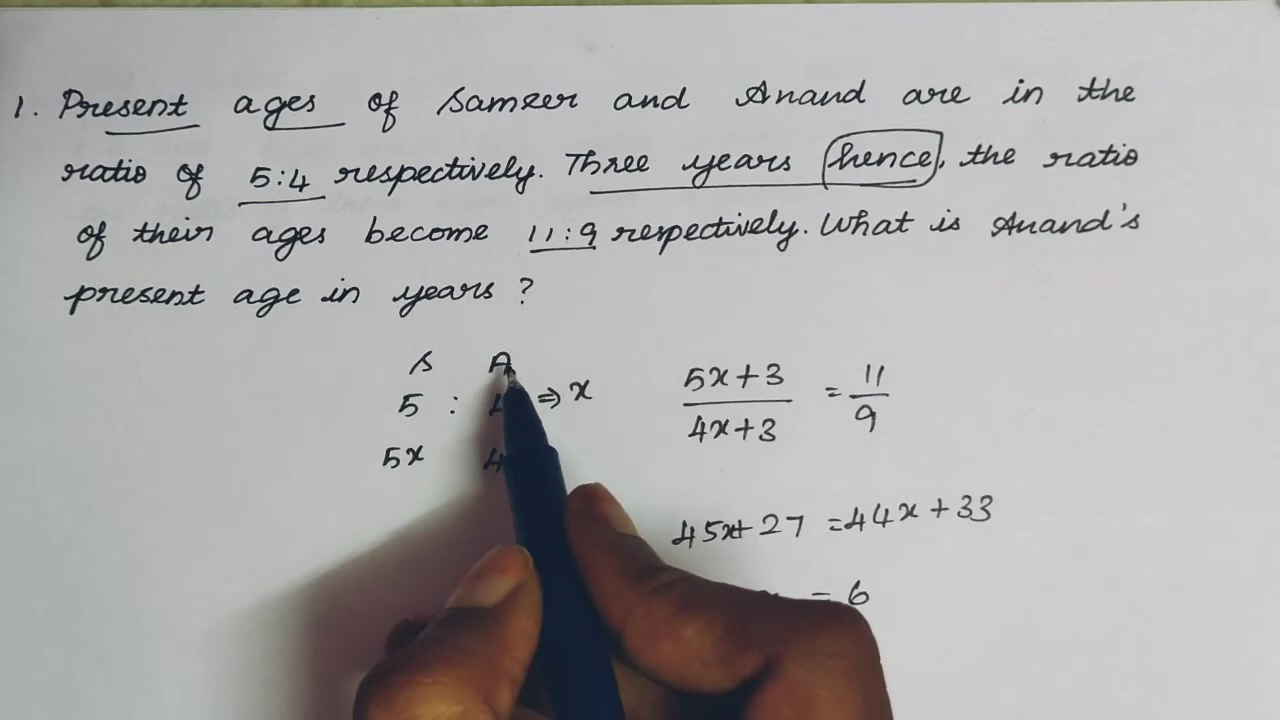 1. Present ages of Sameer and Anand are in the
ratio of 5:4 respectively. Three years hence, the ratio
of their ages become 11:9 respectively. What is Anand's
present age in years ?
S A
5 : 4 ⇒ x
5x 4
5x+3 / 4x+3 = 11/9
45x+27 = 44x+33
= 6